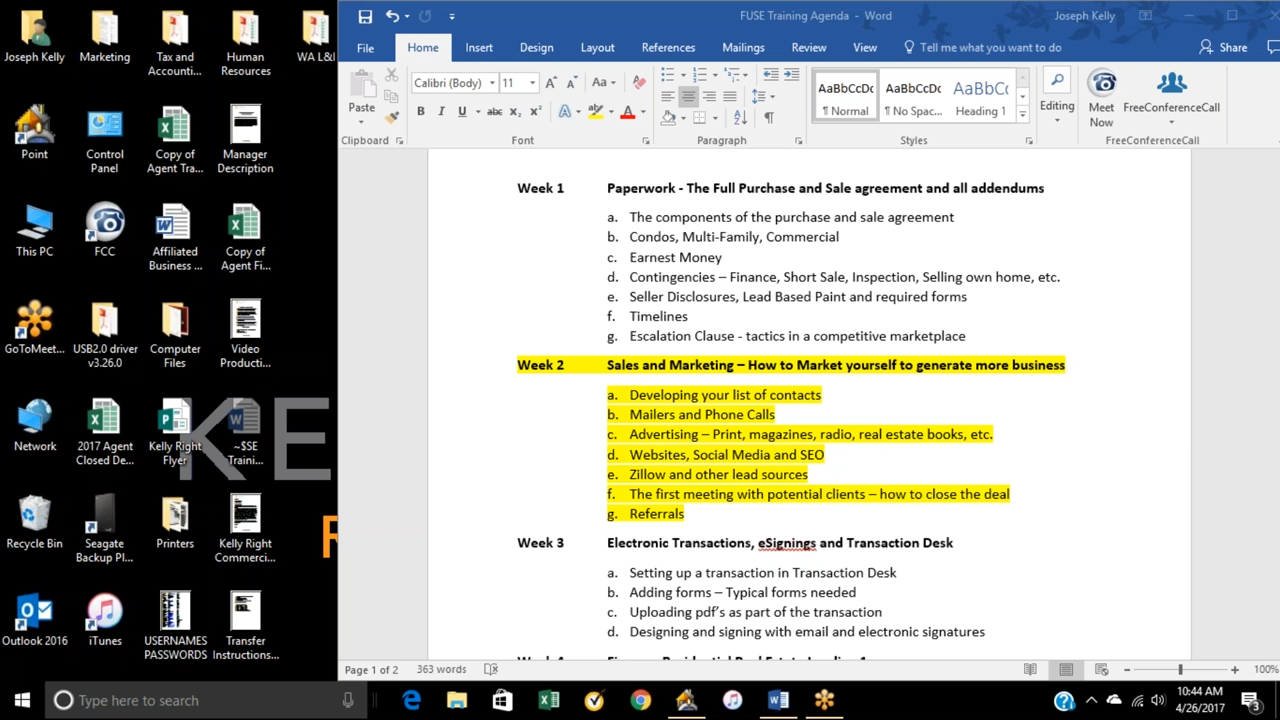 FUSE Training Agenda - Word
Joseph Kelly
File Home Insert Design Layout References Mailings Review View Tell me what you want to do Share
Paste
Calibri (Body) 11
AaBbCcDc AaBbCcDc AaBbCc
¶ Normal ¶ No Spac... Heading 1
Editing
Meet Now
FreeConferenceCall
Clipboard Font Paragraph Styles FreeConferenceCall
Joseph Kelly
Marketing
Tax and Accounti...
Human Resources
WA L&I
Point
Control Panel
Copy of Agent Tra...
Manager Description
This PC
FCC
Affiliated Business ...
Copy of Agent Fi...
GoToMeet...
USB2.0 driver v3.26.0
Computer Files
Video Producti...
Network
2017 Agent Closed De...
Kelly Right Flyer
~$SE Traini...
KE
Recycle Bin
Seagate Backup Pl...
Printers
Kelly Right Commerci...
Outlook 2016
iTunes
USERNAMES PASSWORDS
Transfer Instructions...
Week 1 Paperwork - The Full Purchase and Sale agreement and all addendums
a. The components of the purchase and sale agreement
b. Condos, Multi-Family, Commercial
c. Earnest Money
d. Contingencies – Finance, Short Sale, Inspection, Selling own home, etc.
e. Seller Disclosures, Lead Based Paint and required forms
f. Timelines
g. Escalation Clause - tactics in a competitive marketplace
Week 2 Sales and Marketing – How to Market yourself to generate more business
a. Developing your list of contacts
b. Mailers and Phone Calls
c. Advertising – Print, magazines, radio, real estate books, etc.
d. Websites, Social Media and SEO
e. Zillow and other lead sources
f. The first meeting with potential clients – how to close the deal
g. Referrals
Week 3 Electronic Transactions, eSignings and Transaction Desk
a. Setting up a transaction in Transaction Desk
b. Adding forms – Typical forms needed
c. Uploading pdf's as part of the transaction
d. Designing and signing with email and electronic signatures
Page 1 of 2 363 words 100%
Type here to search
10:44 AM
4/26/2017
3